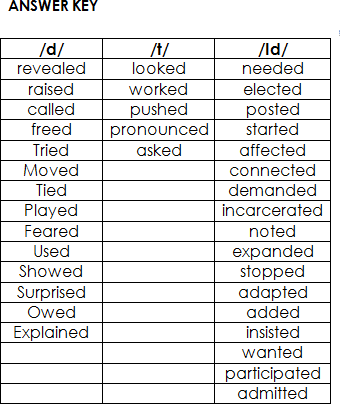 ANSWER KEY
/d/ /t/ /Id/
revealed looked needed
raised worked elected
called pushed posted
freed pronounced started
Tried asked affected
Moved connected
Tied demanded
Played incarcerated
Feared noted
Used expanded
Showed stopped
Surprised adapted
Owed added
Explained insisted
wanted
participated
admitted